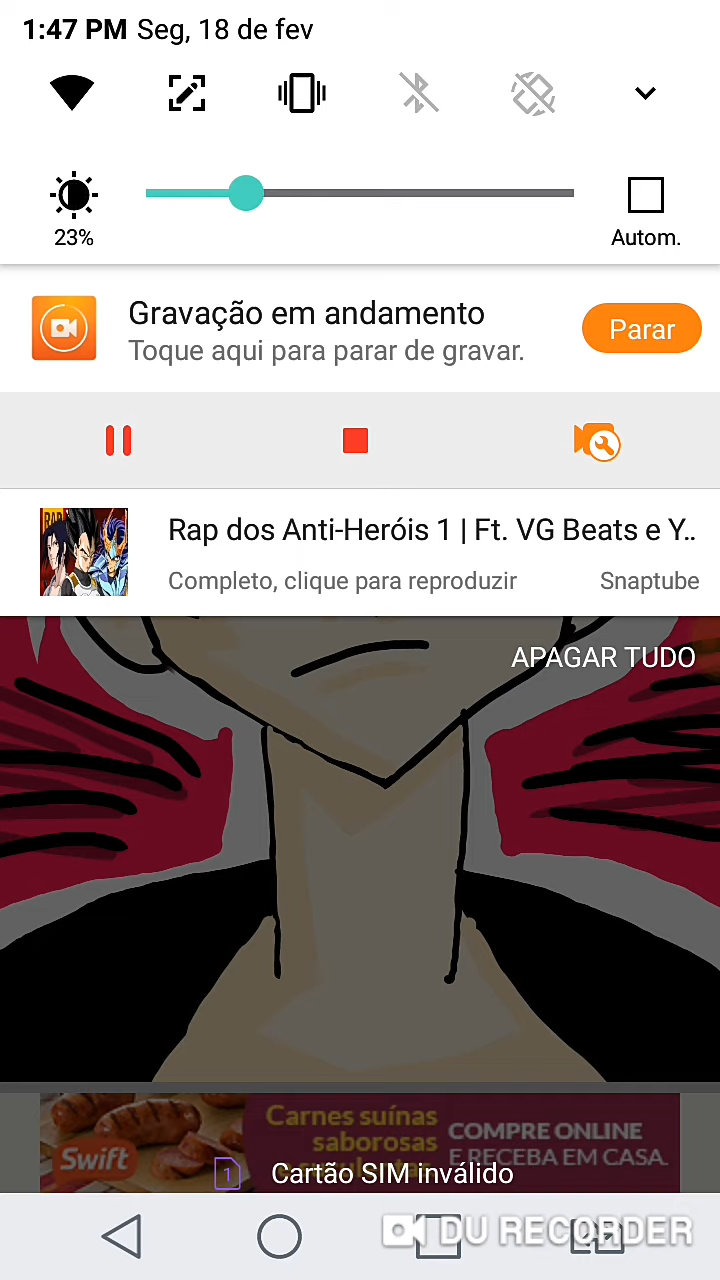 1:47 PM Seg, 18 de fev
23%
Autom.
Gravação em andamento
Toque aqui para parar de gravar.
Parar
RAP
Rap dos Anti-Heróis 1 | Ft. VG Beats e Y..
Completo, clique para reproduzir
Snaptube
APAGAR TUDO
Carnes suínas
saborosas
COMPRE ONLINE
E RECEBA EM CASA.
Swift
1
Cartão SIM inválido
DU RECORDER